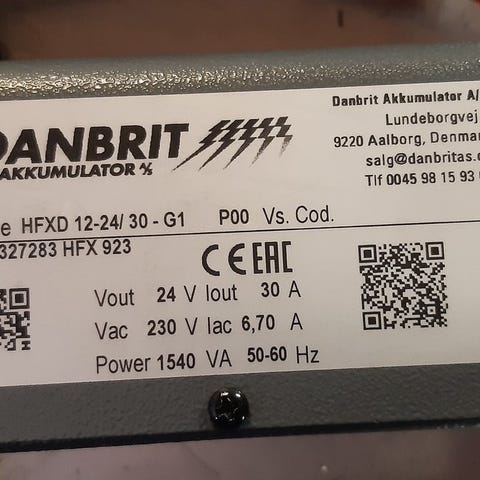 DANBRIT
AKKUMULATOR A/S
Danbrit Akkumulator A/
Lundeborgvej
9220 Aalborg, Denmar
salg@danbritas.d
Tlf 0045 98 15 93
e HFXD 12-24/ 30 - G1 P00 Vs. Cod.
327283 HFX 923
CE EAC
Vout 24 V Iout 30 A
Vac 230 V Iac 6,70 A
Power 1540 VA 50-60 Hz